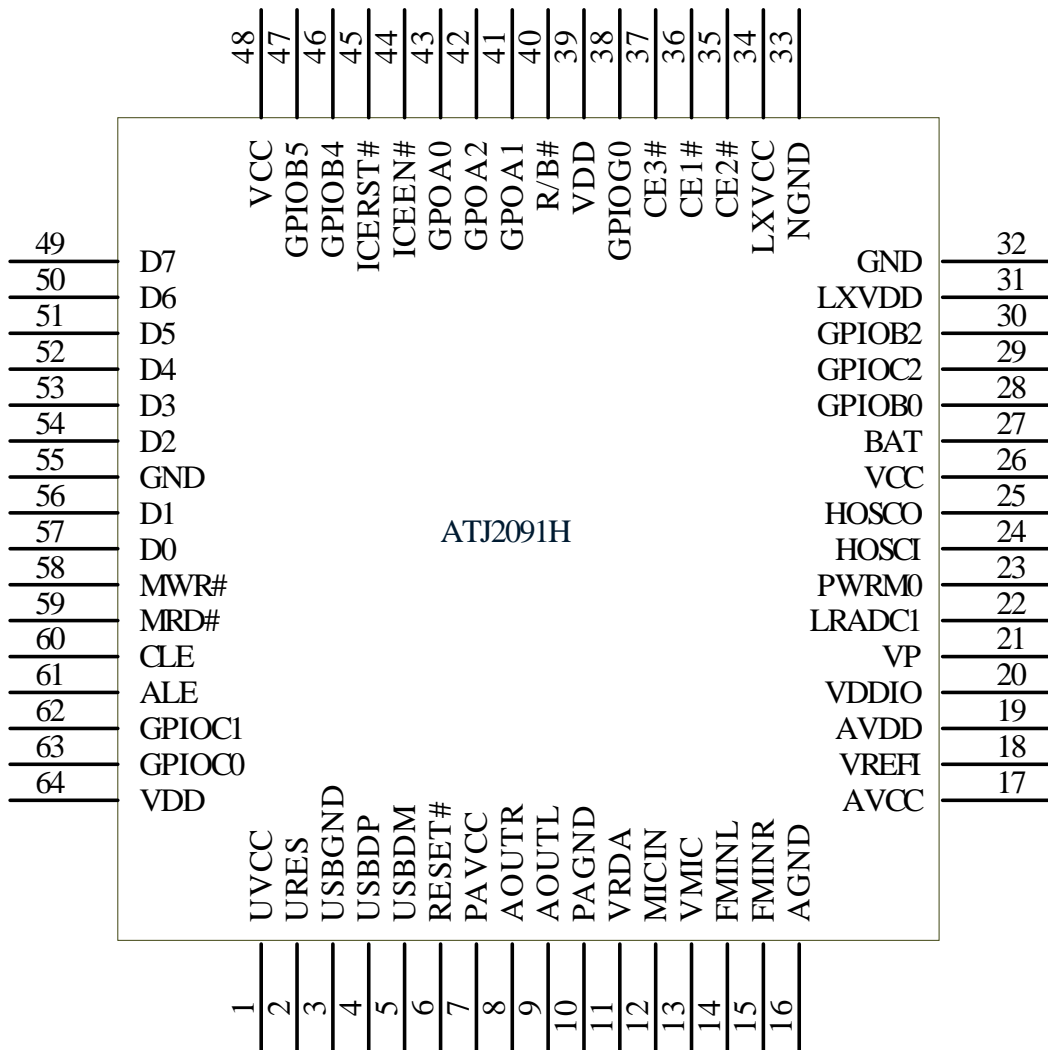 48 47 46 45 44 43 42 41 40 39 38 37 36 35 34 33
VCC GPIOB5 GPIOB4 ICERST# ICEEN# GPOA0 GPOA2 GPOA1 R/B# VDD GPIOG0 CE3# CE1# CE2# LXVCC NGND
49 D7
50 D6
51 D5
52 D4
53 D3
54 D2
55 GND
56 D1
57 D0
58 MWR#
59 MRD#
60 CLE
61 ALE
62 GPIOC1
63 GPIOC0
64 VDD
ATJ2091H
GND 32
LXVDD 31
GPIOB2 30
GPIOC2 29
GPIOB0 28
BAT 27
VCC 26
HOSCO 25
HOSCI 24
PWRM0 23
LRADC1 22
VP 21
VDDIO 20
AVDD 19
VREFI 18
AVCC 17
UVCC URES USBGND USBDP USBDM RESET# PAVCC AOUTR AOUTL PAGND VRDA MICIN VMIC FMINL FMINR AGND
1 2 3 4 5 6 7 8 9 10 11 12 13 14 15 16